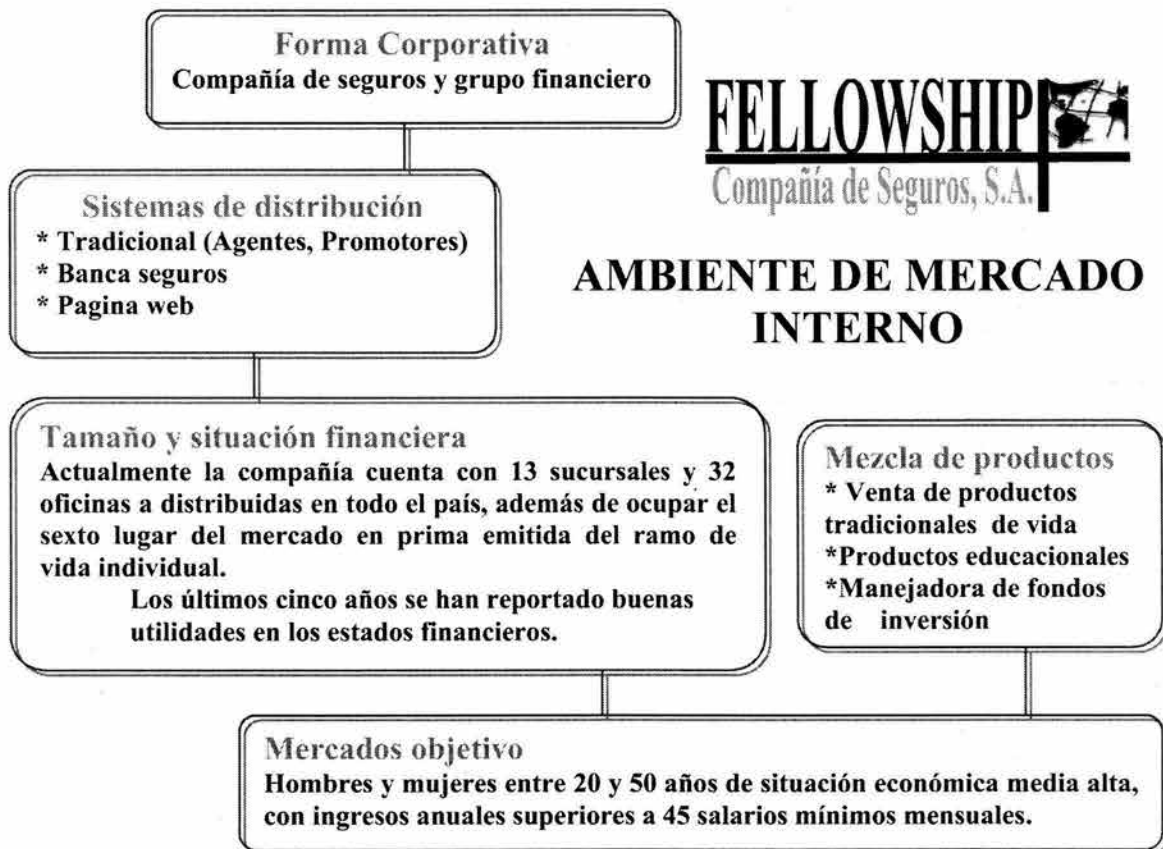 Forma Corporativa
Compañía de seguros y grupo financiero
FELLOWSHIP
Compañía de Seguros, S.A.
Sistemas de distribución
* Tradicional (Agentes, Promotores)
* Banca seguros
* Pagina web
AMBIENTE DE MERCADO
INTERNO
Tamaño y situación financiera
Actualmente la compañía cuenta con 13 sucursales y 32
oficinas a distribuidas en todo el país, además de ocupar el
sexto lugar del mercado en prima emitida del ramo de
vida individual.
Los últimos cinco años se han reportado buenas
utilidades en los estados financieros.
Mezcla de productos
* Venta de productos
tradicionales de vida
*Productos educacionales
*Manejadora de fondos
de inversión
Mercados objetivo
Hombres y mujeres entre 20 y 50 años de situación económica media alta,
con ingresos anuales superiores a 45 salarios mínimos mensuales.